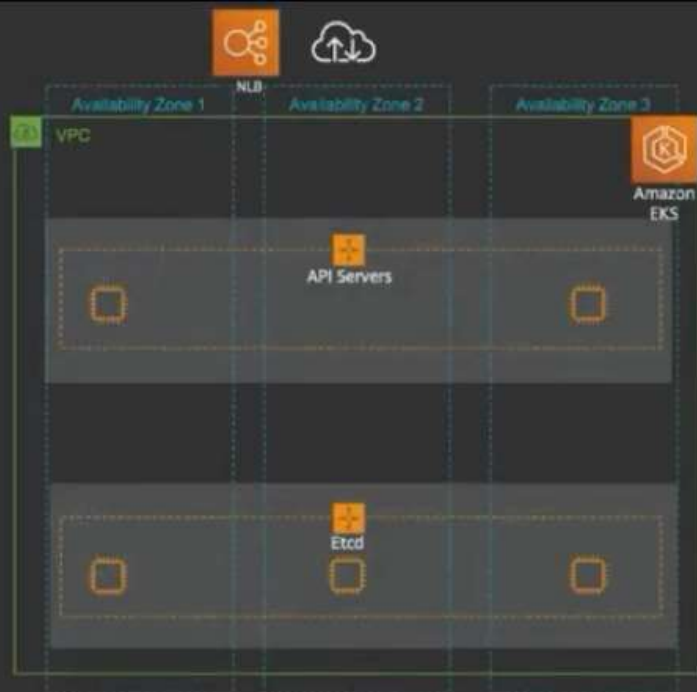 NLB
Availability Zone 1
Availability Zone 2
Availability Zone 3
VPC
Amazon
EKS
API Servers
Etcd